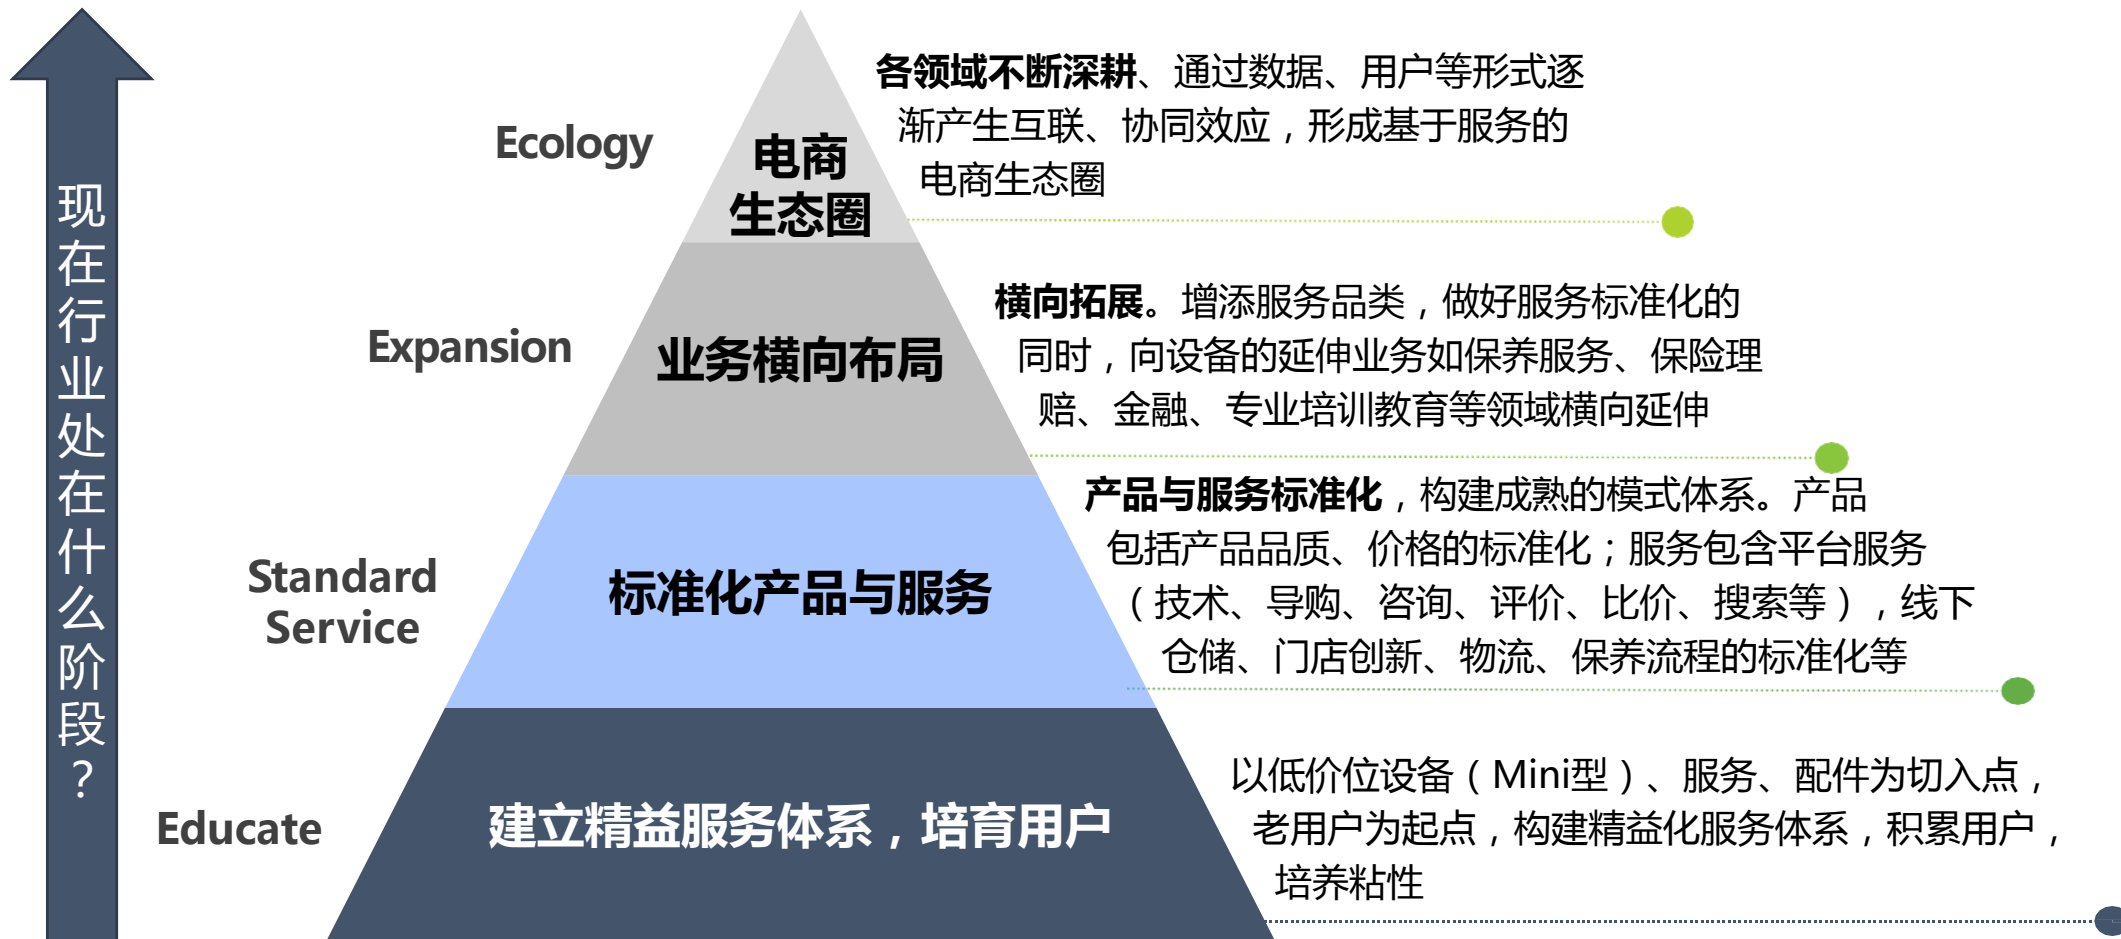 现在行业处在什么阶段？
Ecology
电商
生态圈
各领域不断深耕、通过数据、用户等形式逐
渐产生互联、协同效应，形成基于服务的
电商生态圈
Expansion
业务横向布局
横向拓展。增添服务品类，做好服务标准化的
同时，向设备的延伸业务如保养服务、保险理
赔、金融、专业培训教育等领域横向延伸
Standard
Service
标准化产品与服务
产品与服务标准化，构建成熟的模式体系。产品
包括产品品质、价格的标准化；服务包含平台服务
（技术、导购、咨询、评价、比价、搜索等），线下
仓储、门店创新、物流、保养流程的标准化等
Educate
建立精益服务体系，培育用户
以低价位设备（Mini型）、服务、配件为切入点，
老用户为起点，构建精益化服务体系，积累用户，
培养粘性